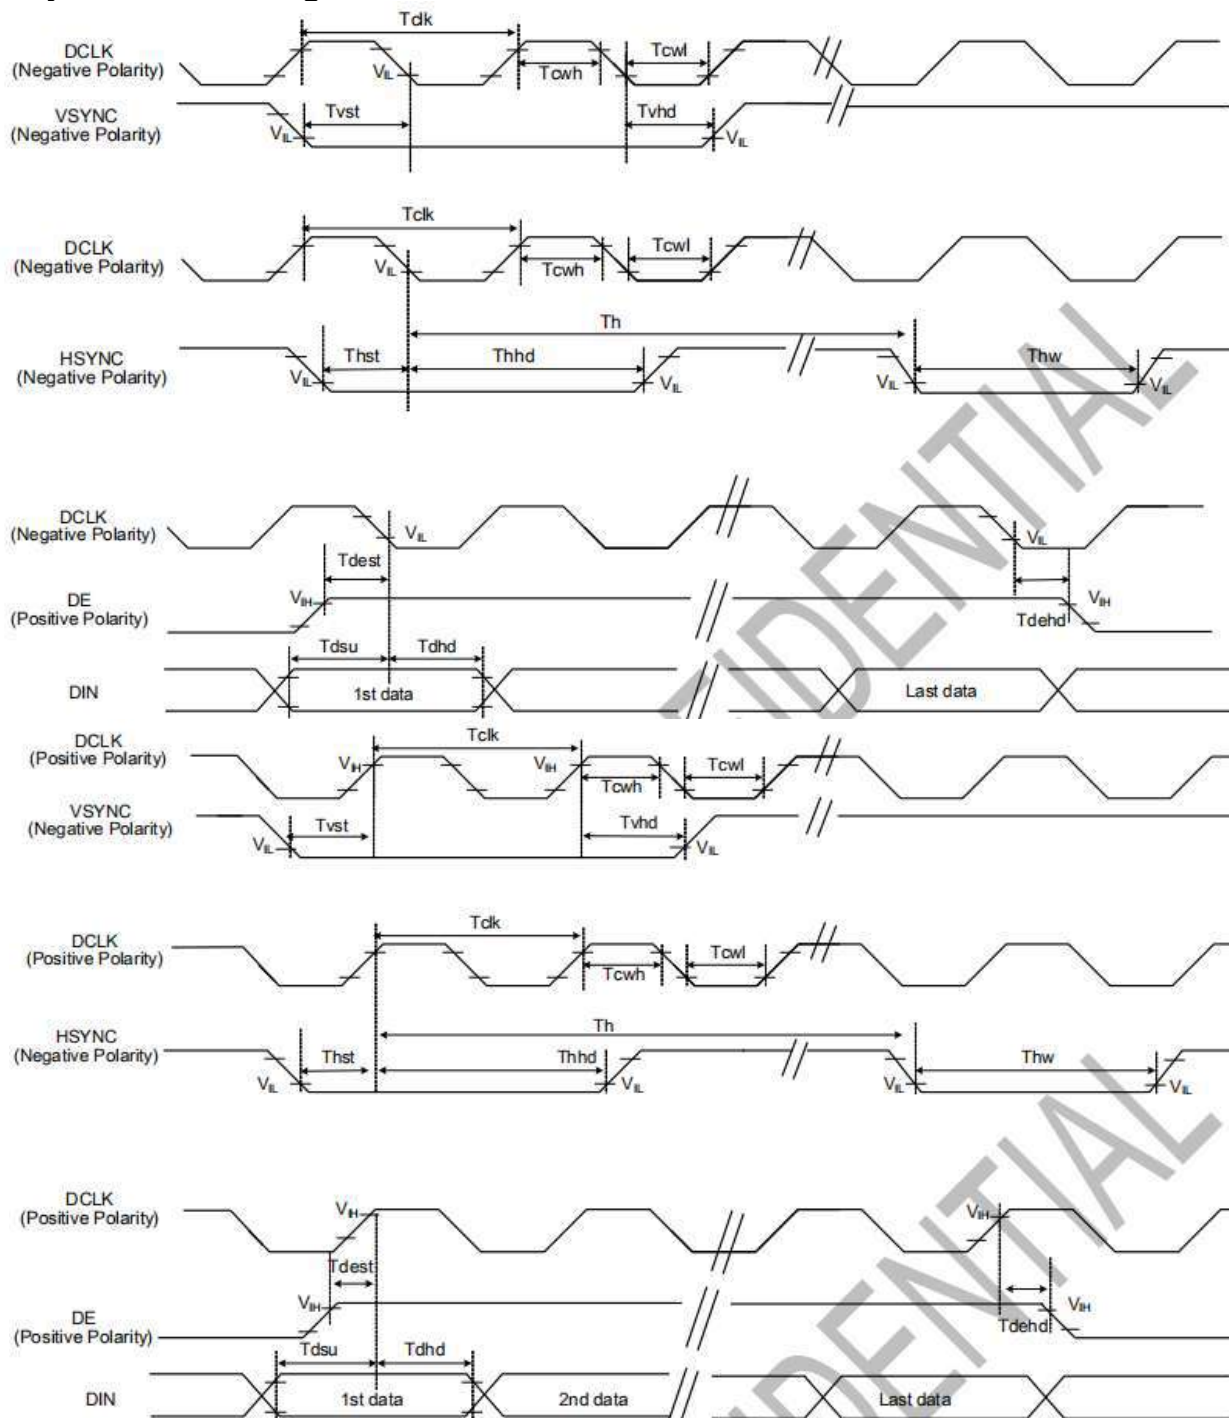 Tclk
DCLK
(Negative Polarity)
VIL
Tcwh
Tcwl
VSYNC
(Negative Polarity)
VIL
Tvst
Tvhd
VIL
Tclk
DCLK
(Negative Polarity)
VIL
Tcwh
Tcwl
Th
HSYNC
(Negative Polarity)
VIL
Thst
Thhd
VIL
VIL
Thw
VIL
DCLK
(Negative Polarity)
VIL
VIL
Tdest
DE
(Positive Polarity)
VIH
VIH
Tdehd
Tdsu
Tdhd
DIN
1st data
Last data
DCLK
(Positive Polarity)
VIH
Tclk
VIH
Tcwh
Tcwl
VSYNC
(Negative Polarity)
VIL
Tvst
Tvhd
VIL
Tclk
DCLK
(Positive Polarity)
Tcwh
Tcwl
Th
HSYNC
(Negative Polarity)
VIL
Thst
Thhd
VIL
VIL
Thw
VIL
DCLK
(Positive Polarity)
VIH
VIH
Tdest
DE
(Positive Polarity)
VIH
VIH
Tdehd
Tdsu
Tdhd
DIN
1st data
2nd data
Last data
FIDENTIAL
FIDENTIAL